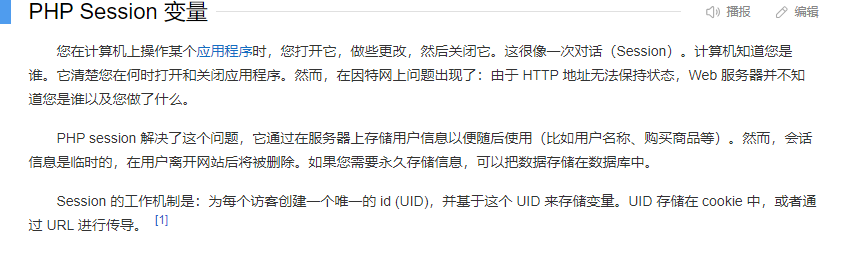 PHP Session 变量
播报
编辑
您在计算机上操作某个应用程序时，您打开它，做些更改，然后关闭它。这很像一次对话（Session）。计算机知道您是
谁。它清楚您在何时打开和关闭应用程序。然而，在因特网上问题出现了：由于 HTTP 地址无法保持状态，Web 服务器并不知
道您是谁以及您做了什么。
PHP session 解决了这个问题，它通过在服务器上存储用户信息以便随后使用（比如用户名称、购买商品等）。然而，会话
信息是临时的，在用户离开网站后将被删除。如果您需要永久存储信息，可以把数据存储在数据库中。
Session 的工作机制是：为每个访客创建一个唯一的 id (UID)，并基于这个 UID 来存储变量。UID 存储在 cookie 中，或者通
过 URL 进行传导。 [1]